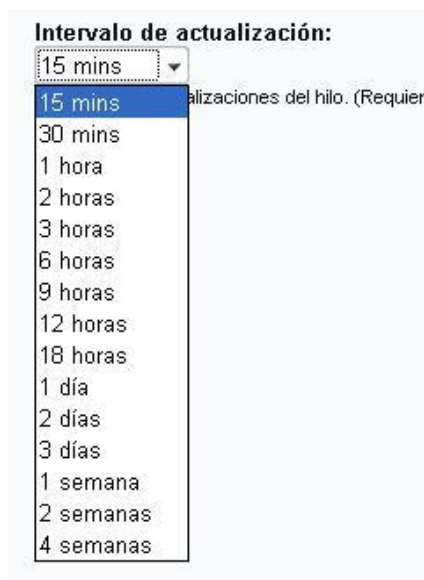 Intervalo de actualización:
15 mins
15 mins
alizaciones del hilo. (Requier
30 mins
1 hora
2 horas
3 horas
6 horas
9 horas
12 horas
18 horas
1 día
2 días
3 días
1 semana
2 semanas
4 semanas